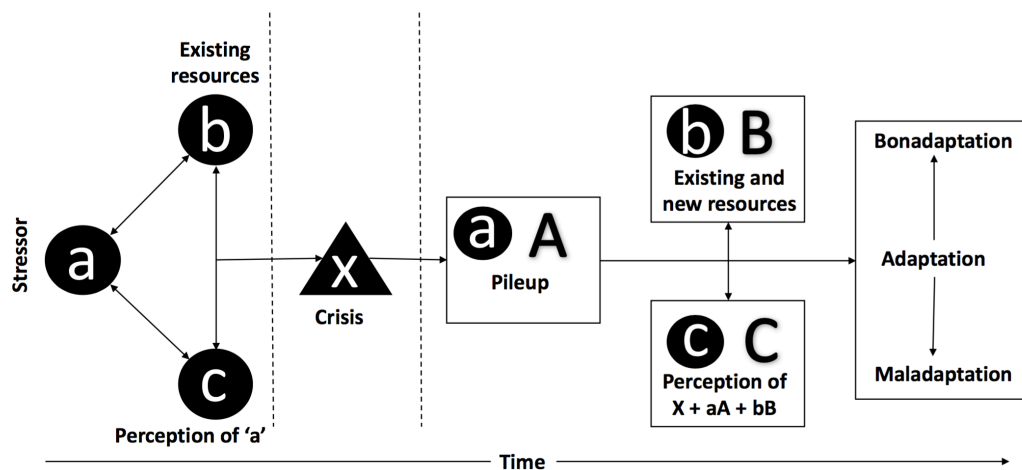 Existing
resources
b
Stressor
a
c
Perception of ‘a’
x
Crisis
a A
Pileup
b B
Existing and
new resources
c C
Perception of
X + aA + bB
Bonadaptation
Adaptation
Maladaptation
Time